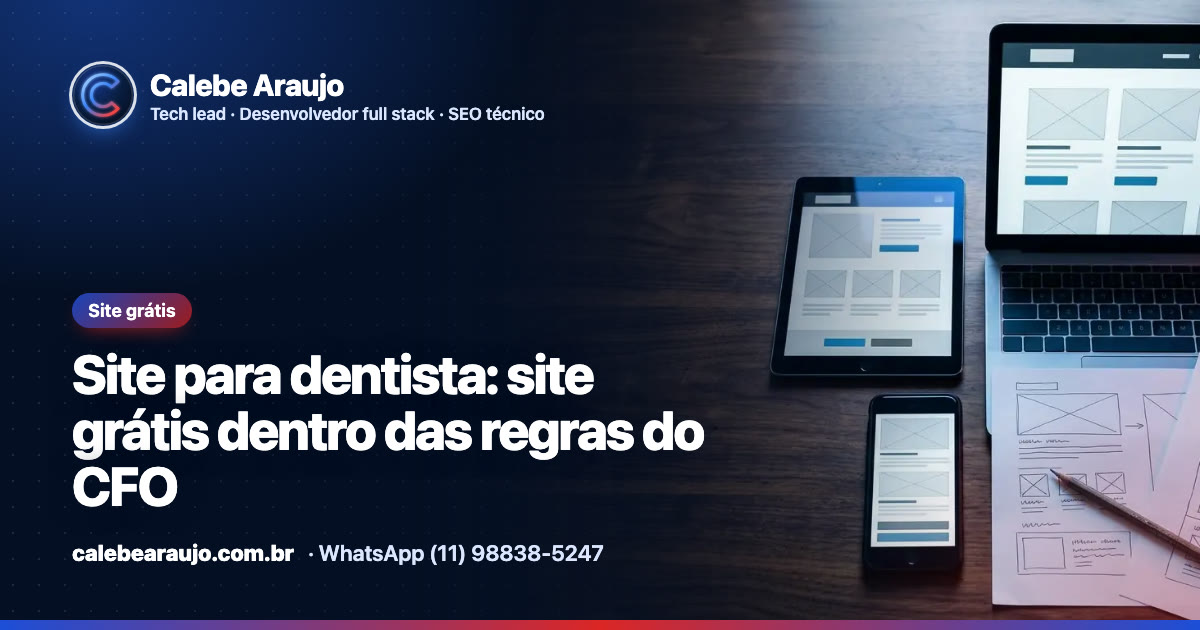 Calebe Araujo
Tech lead · Desenvolvedor full stack · SEO técnico
Site grátis
Site para dentista: site
grátis dentro das regras do
CFO
calebearaujo.com.br · WhatsApp (11) 98838-5247